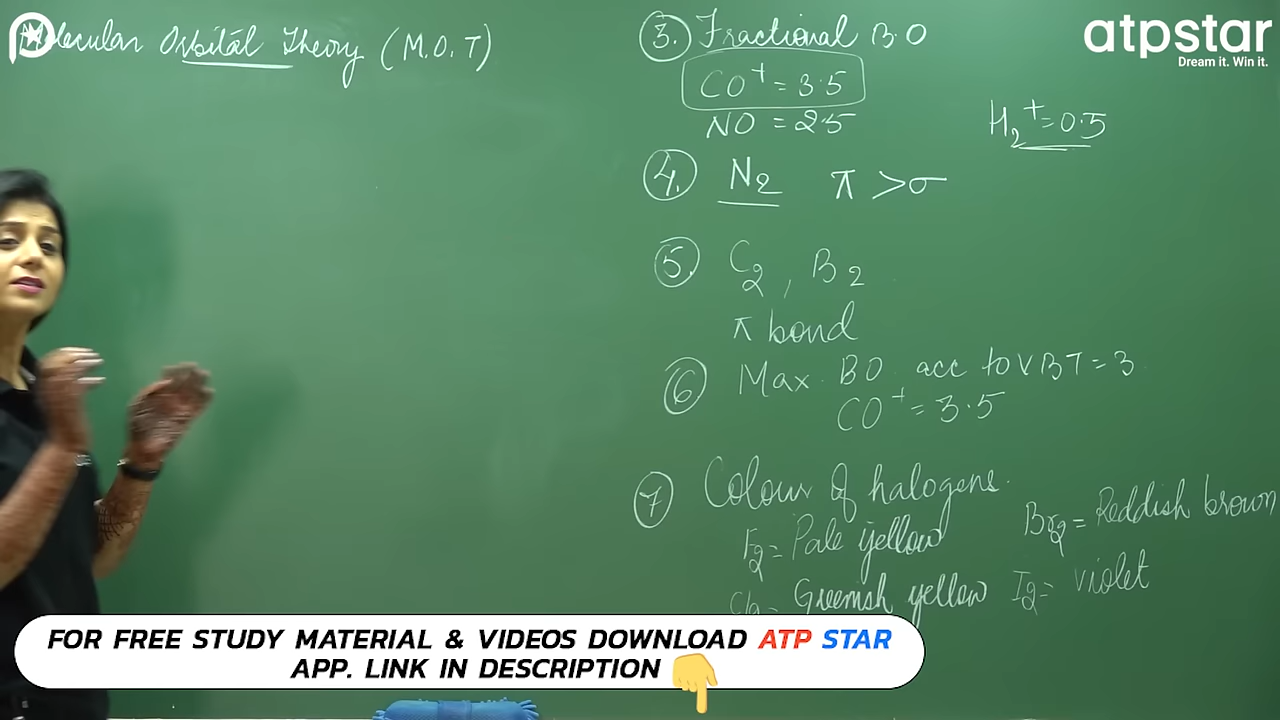 Molecular Orbital Theory (M.O.T)
3. Fractional B.O
CO⁺ = 3.5
NO = 2.5
H₂⁺ = 0.5
4. N₂ π > σ
5. C₂, B₂
π bond
6 Max. BO acc to VBT = 3
CO⁺ = 3.5
7 Colour of halogens.
F₂ = Pale yellow
Br₂ = Reddish brown
Cl₂ = Greenish yellow
I₂ = violet
atpstar
Dream it. Win it.
FOR FREE STUDY MATERIAL & VIDEOS DOWNLOAD ATP STAR
APP. LINK IN DESCRIPTION